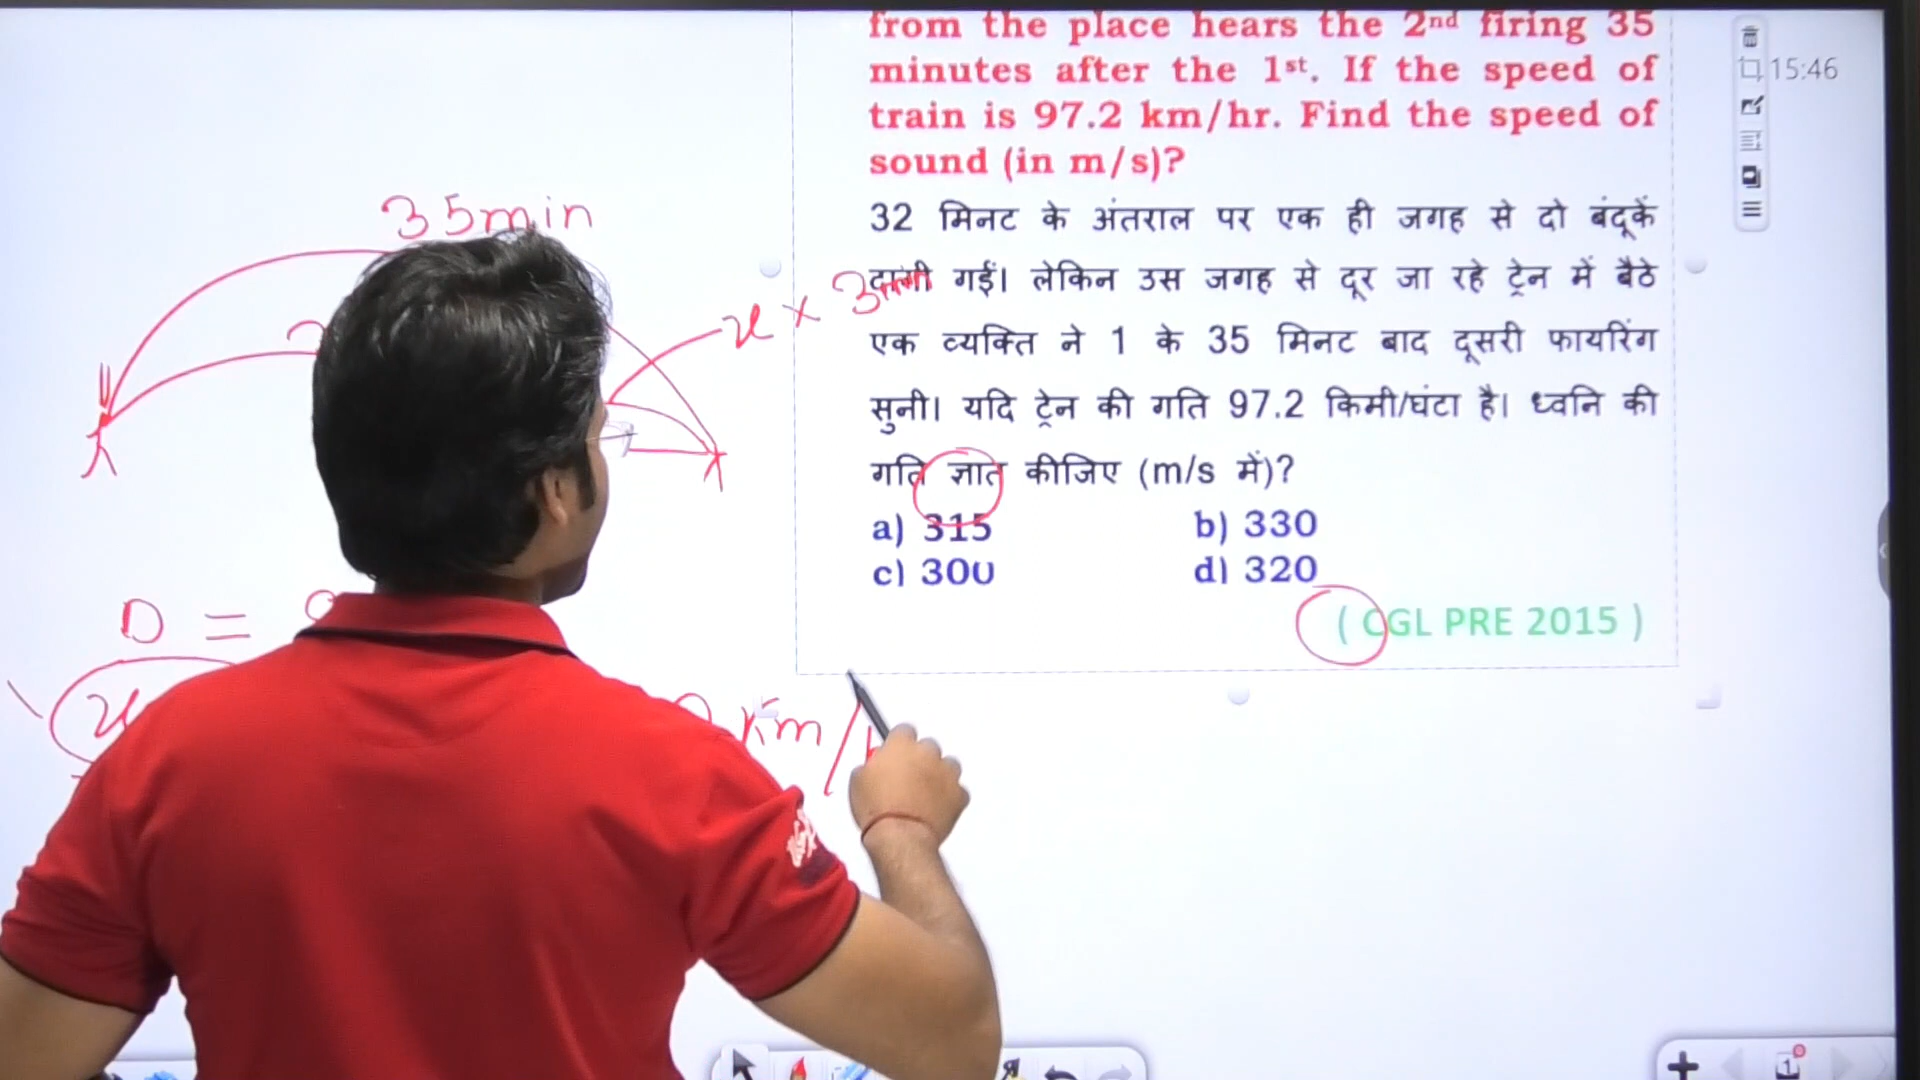 from the place hears the 2nd firing 35
minutes after the 1st. If the speed of
train is 97.2 km/hr. Find the speed of
sound (in m/s)?
15:46
32 मिनट के अंतराल पर एक ही जगह से दो बंदूकें
दागी गईं। लेकिन उस जगह से दूर जा रहे ट्रेन में बैठे
एक व्यक्ति ने 1 के 35 मिनट बाद दूसरी फायरिंग
सुनी। यदि ट्रेन की गति 97.2 किमी/घंटा है। ध्वनि की
गति ज्ञात कीजिए (m/s में)?
a) 315 b) 330
c) 300 d) 320
( CGL PRE 2015 )
35min
x × 3min
D =
x
km/h
1